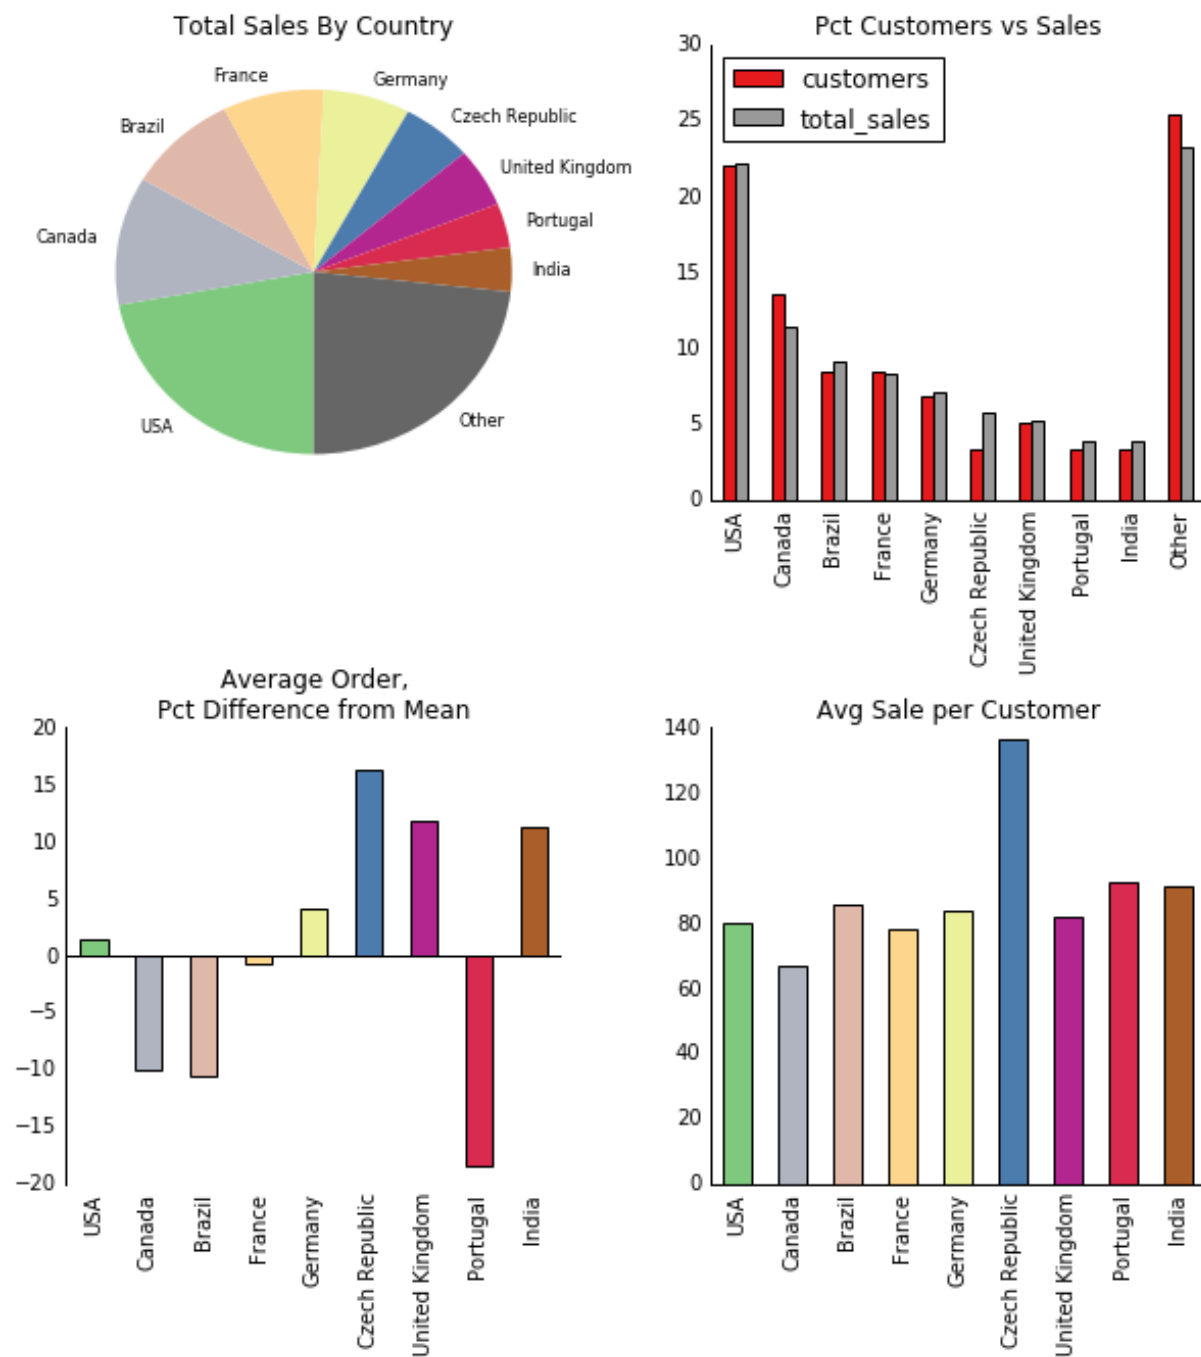 Total Sales By Country
France
Germany
Brazil
Czech Republic
United Kingdom
Canada
Portugal
India
USA
Other
Pct Customers vs Sales
30
25
20
15
10
5
0
customers
total_sales
USA
Canada
Brazil
France
Germany
Czech Republic
United Kingdom
Portugal
India
Other
Average Order,
Pct Difference from Mean
20
15
10
5
0
−5
−10
−15
−20
USA
Canada
Brazil
France
Germany
Czech Republic
United Kingdom
Portugal
India
Avg Sale per Customer
140
120
100
80
60
40
20
0
USA
Canada
Brazil
France
Germany
Czech Republic
United Kingdom
Portugal
India